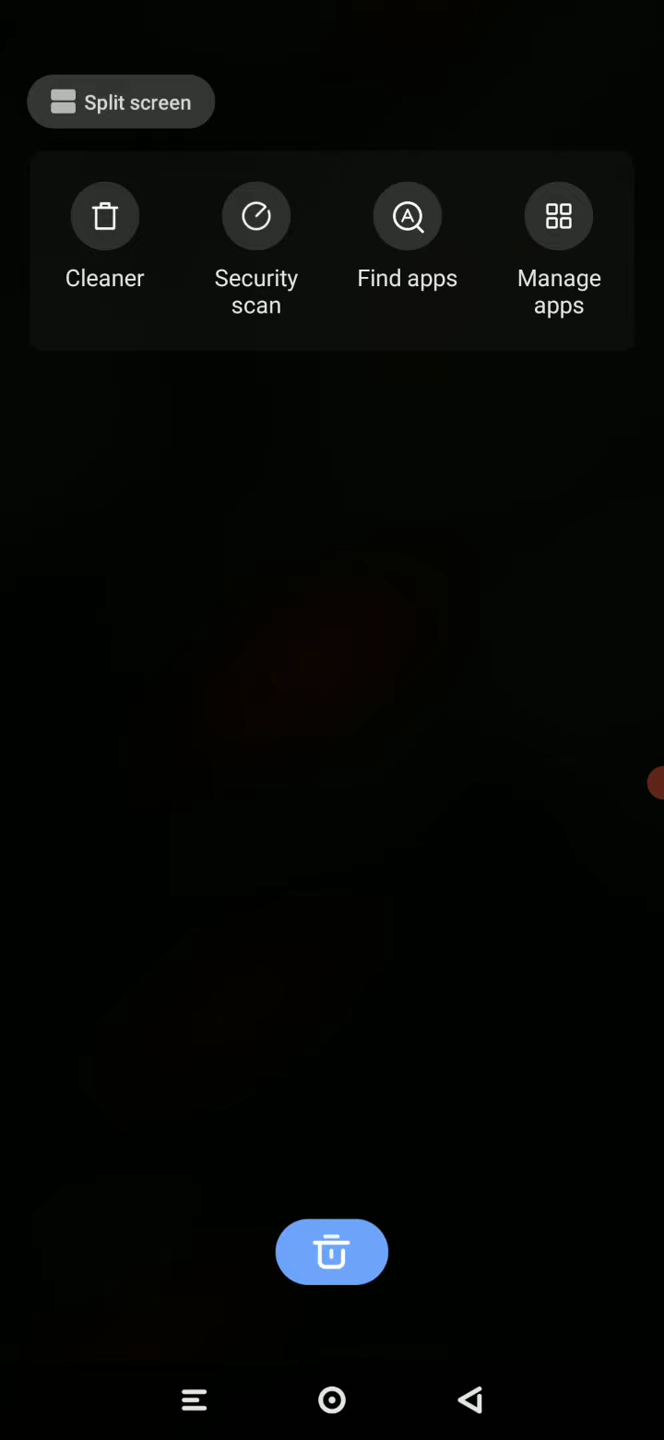 Split screen
Cleaner
Security
scan
Find apps
Manage
apps